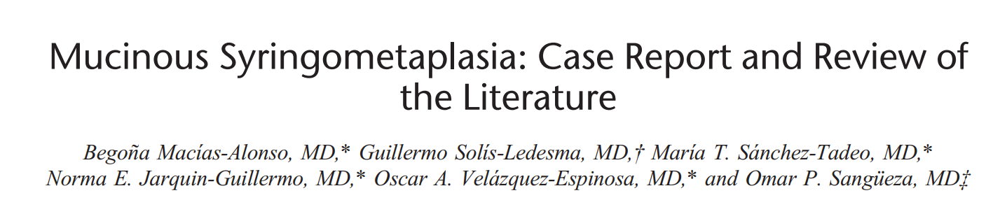 Mucinous Syringometaplasia: Case Report and Review of
the Literature
Begoña Macías-Alonso, MD,* Guillermo Solís-Ledesma, MD,† María T. Sánchez-Tadeo, MD,*
Norma E. Jarquin-Guillermo, MD,* Oscar A. Velázquez-Espinosa, MD,* and Omar P. Sangüeza, MD‡